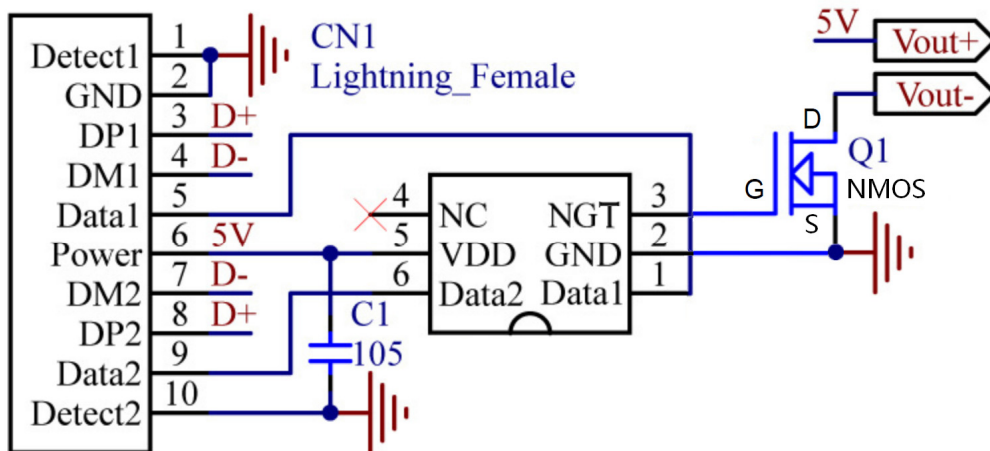 CN1
Lightning_Female
Detect1 1
GND 2
DP1 3 D+
DM1 4 D-
Data1 5
Power 6 5V
DM2 7 D-
DP2 8 D+
Data2 9
Detect2 10
4 NC NGT 3
5 VDD GND 2
6 Data2 Data1 1
C1
105
5V Vout+
Vout-
D
Q1
G
NMOS
S